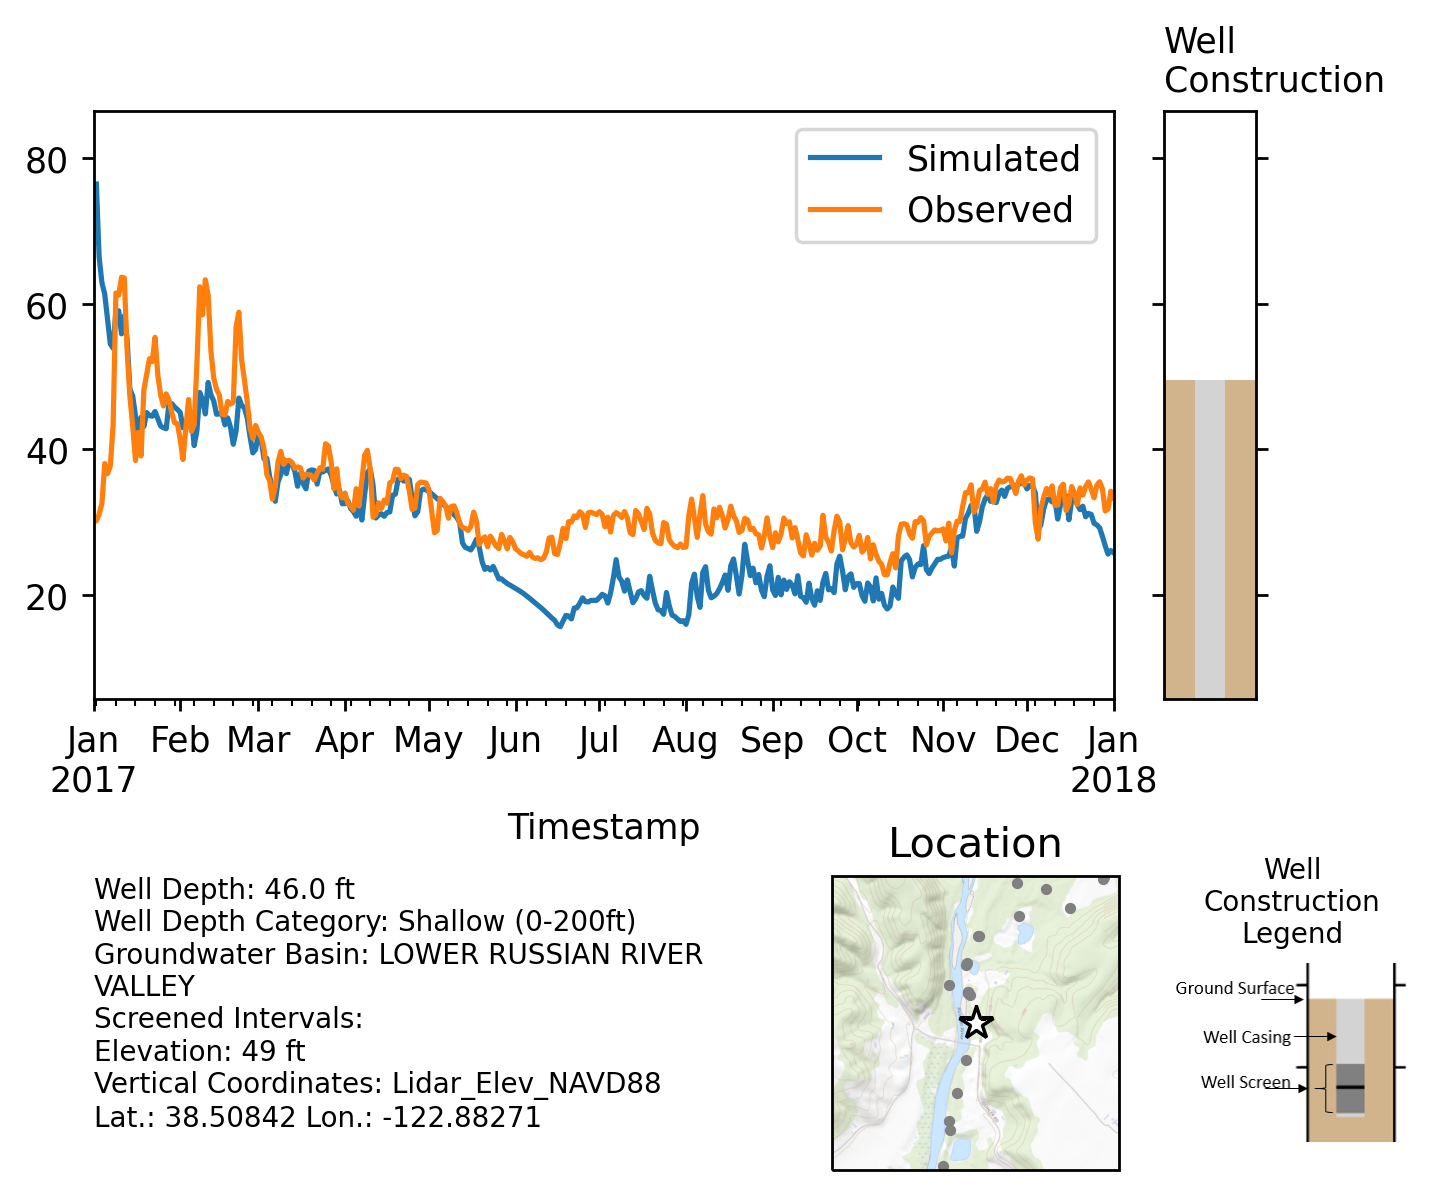 Well
Construction
80
60
40
20
Simulated
Observed
Jan Feb Mar Apr May Jun Jul Aug Sep Oct Nov Dec Jan
2017 2018
Timestamp
Well Depth: 46.0 ft
Well Depth Category: Shallow (0-200ft)
Groundwater Basin: LOWER RUSSIAN RIVER
VALLEY
Screened Intervals:
Elevation: 49 ft
Vertical Coordinates: Lidar_Elev_NAVD88
Lat.: 38.50842 Lon.: -122.88271
Location
Well
Construction
Legend
Ground Surface
Well Casing
Well Screen